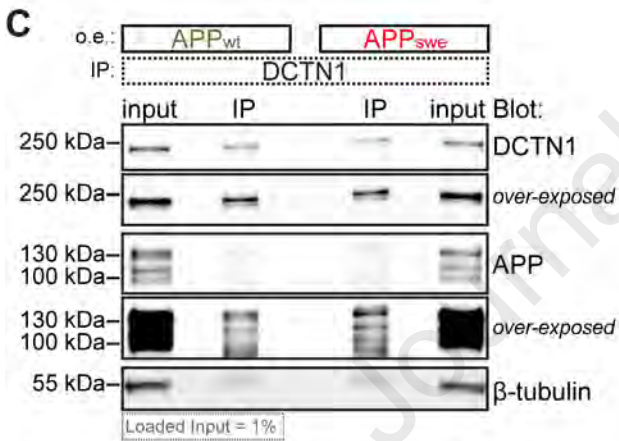 C
o.e.: APPwt APPswe
IP: DCTN1
input IP IP input Blot:
250 kDa DCTN1
250 kDa over-exposed
130 kDa APP
100 kDa
130 kDa over-exposed
100 kDa
55 kDa β-tubulin
Loaded Input = 1%
Journal